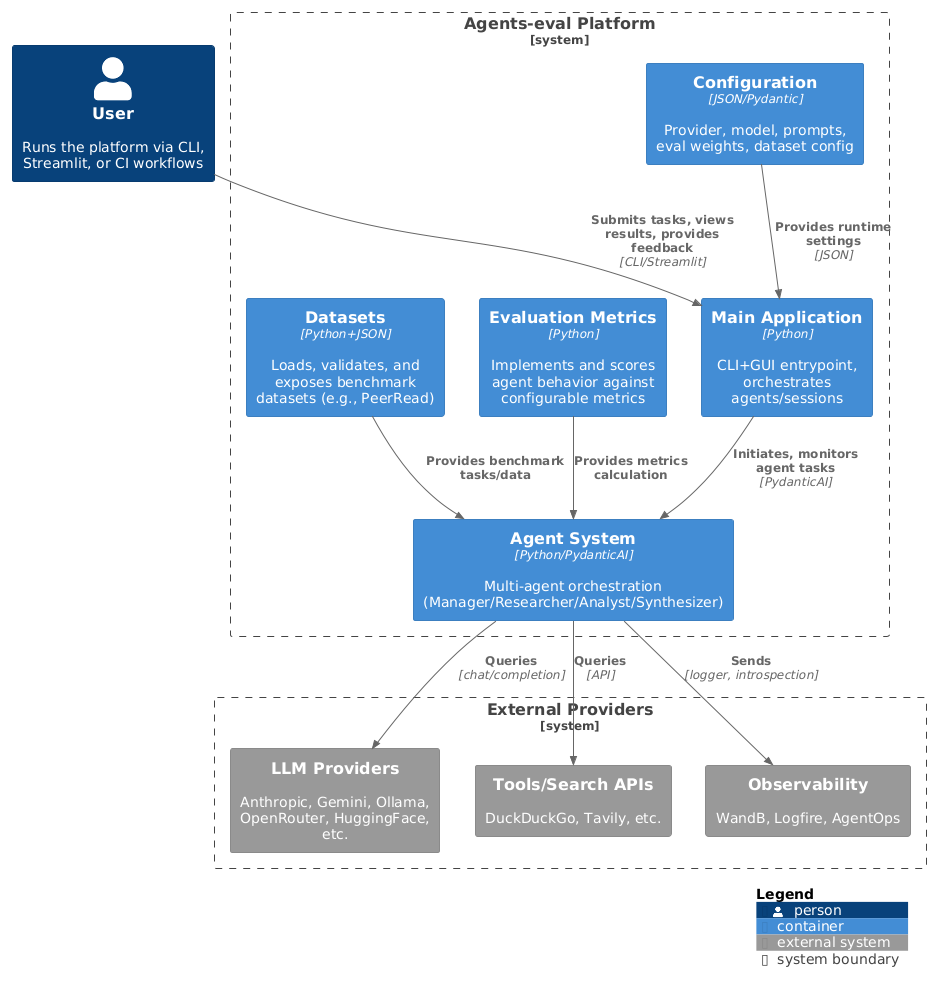 Agents-eval Platform
[system]
User
Runs the platform via CLI,
Streamlit, or CI workflows
Configuration
[JSON/Pydantic]
Provider, model, prompts,
eval weights, dataset config
Submits tasks, views
results, provides
feedback
[CLI/Streamlit]
Provides runtime
settings
[JSON]
Datasets
[Python+JSON]
Loads, validates, and
exposes benchmark
datasets (e.g., PeerRead)
Evaluation Metrics
[Python]
Implements and scores
agent behavior against
configurable metrics
Main Application
[Python]
CLI+GUI entrypoint,
orchestrates
agents/sessions
Provides benchmark
tasks/data
Provides metrics
calculation
Initiates, monitors
agent tasks
[PydanticAI]
Agent System
[Python/PydanticAI]
Multi-agent orchestration
(Manager/Researcher/Analyst/Synthesizer)
Queries
[chat/completion]
Queries
[API]
Sends
[logger, introspection]
External Providers
[system]
LLM Providers
Anthropic, Gemini, Ollama,
OpenRouter, HuggingFace,
etc.
Tools/Search APIs
DuckDuckGo, Tavily, etc.
Observability
WandB, Logfire, AgentOps
Legend
person
container
external system
system boundary